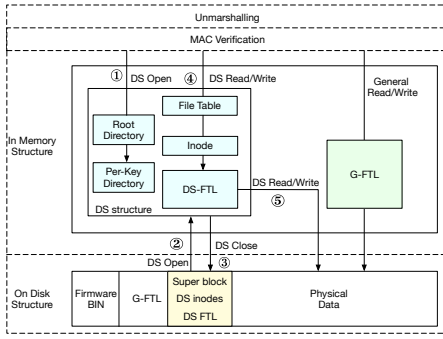 Unmarshalling
MAC Verification
① DS Open
④ DS Read/Write
General
Read/Write
In Memory
Structure
File Table
Root
Directory
Inode
Per-Key
Directory
DS-FTL
DS structure
DS Read/Write
⑤
G-FTL
②
DS Close
DS Open
③
On Disk
Structure
Firmware
BIN
G-FTL
Super block
DS inodes
DS FTL
Physical
Data